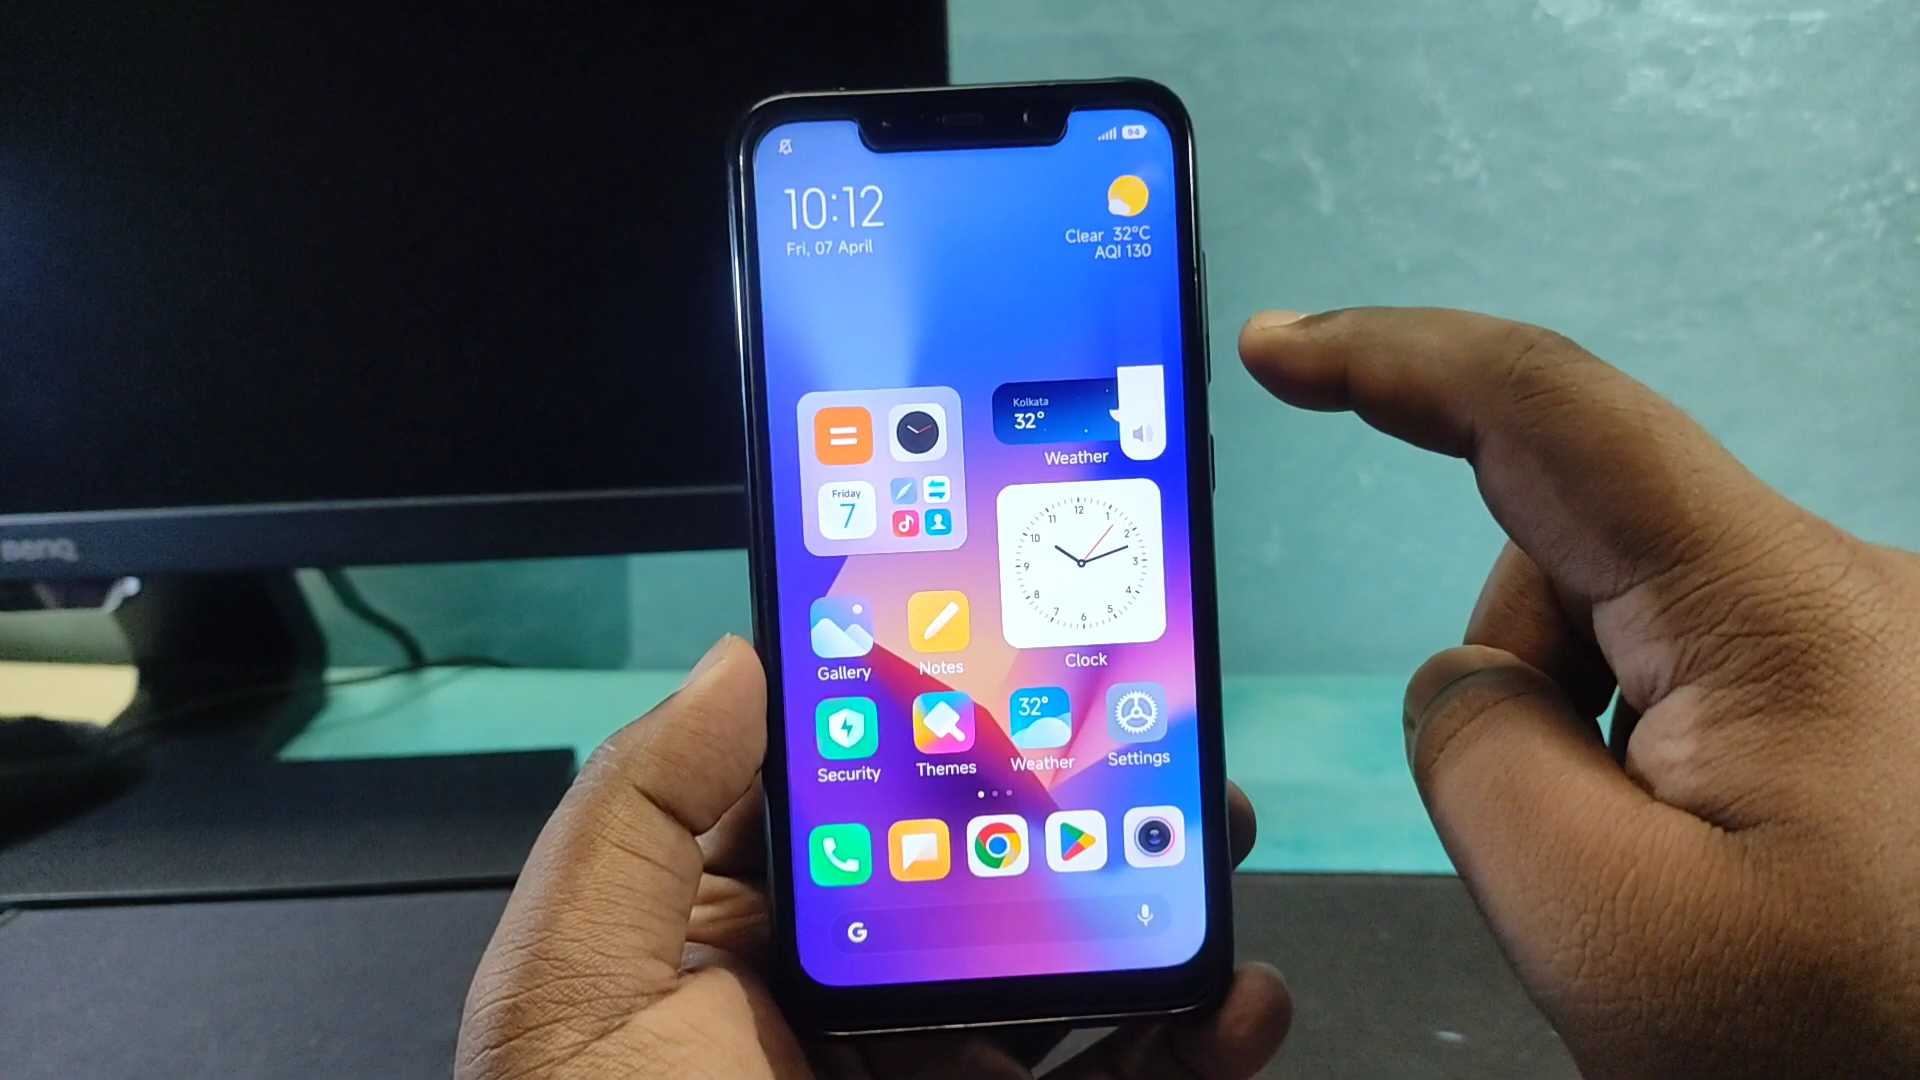 94
10:12
Fri, 07 April
Clear 32°C
AQI 130
Kolkata
32°
Weather
Friday
7
12
1
2
3
4
5
6
7
8
9
10
11
Clock
Gallery
Notes
32°
Security
Themes
Weather
Settings
G
BenQ